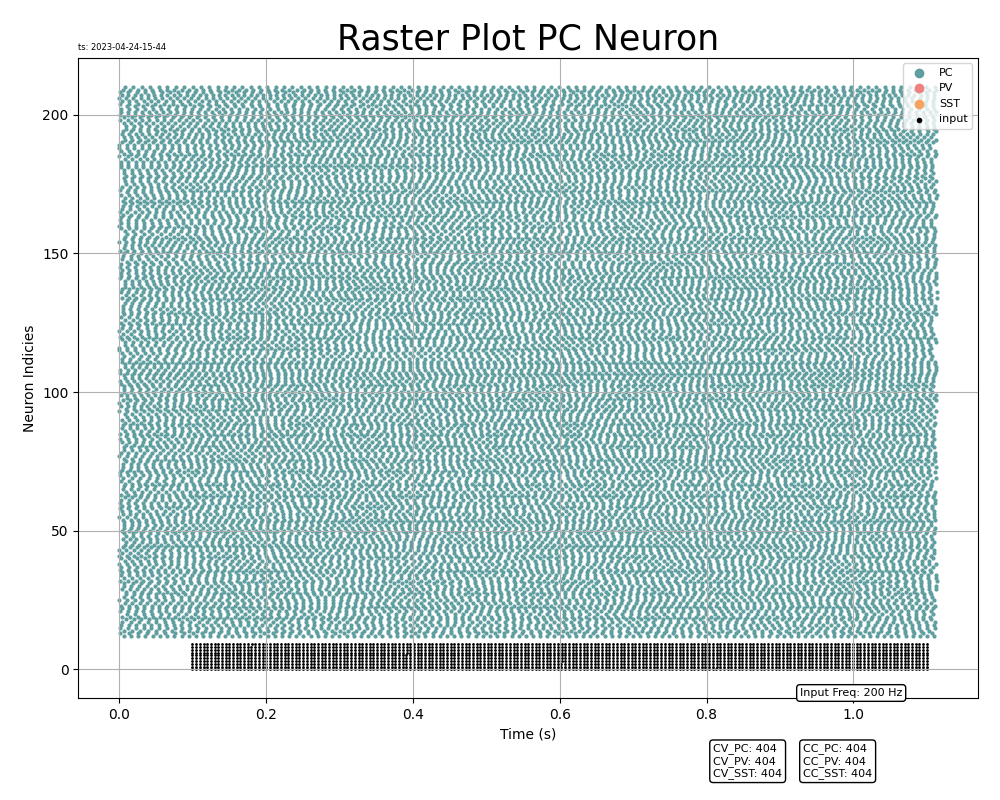 Raster Plot PC Neuron
ts: 2023-04-24-15-44
PC
PV
SST
input
200
150
100
50
0
Neuron Indicies
0.0 0.2 0.4 0.6 0.8 1.0
Time (s)
Input Freq: 200 Hz
CV_PC: 404
CV_PV: 404
CV_SST: 404
CC_PC: 404
CC_PV: 404
CC_SST: 404